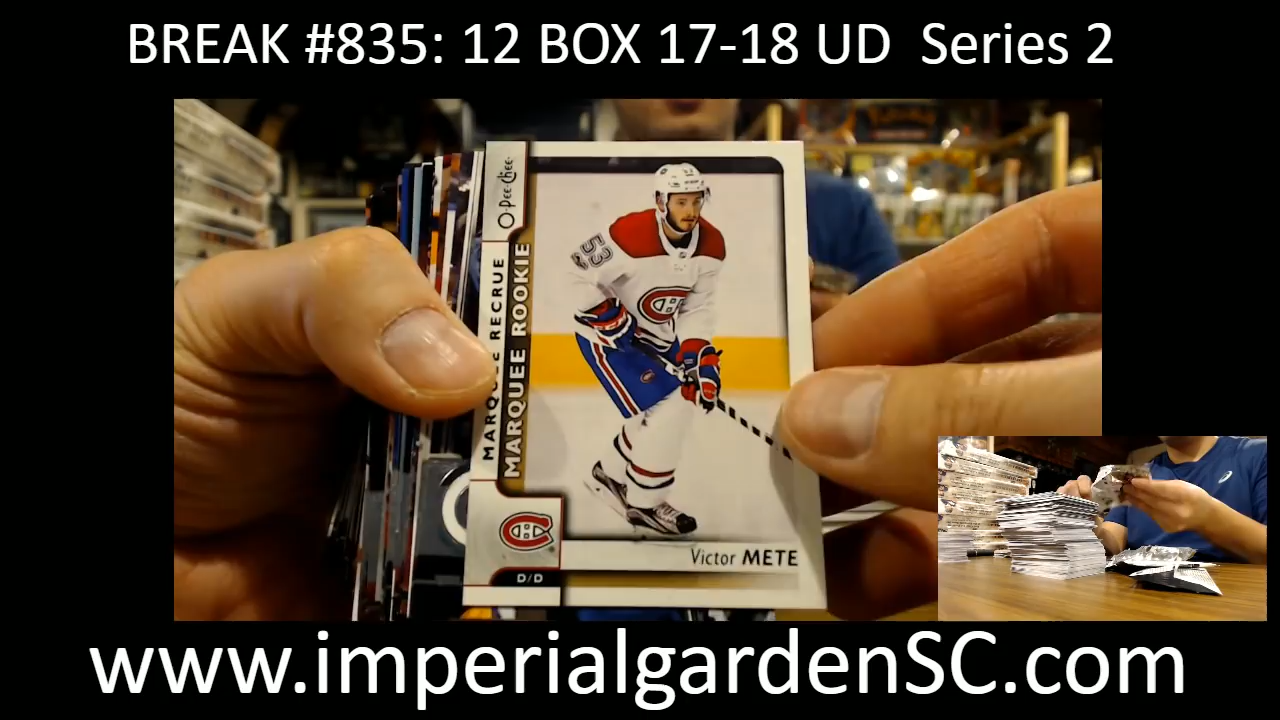 BREAK #835: 12 BOX 17-18 UD Series 2
O-Pee-Chee
MARQUEE RECRUE
MARQUEE ROOKIE
53
Victor METE
D/D
www.imperialgardenSC.com